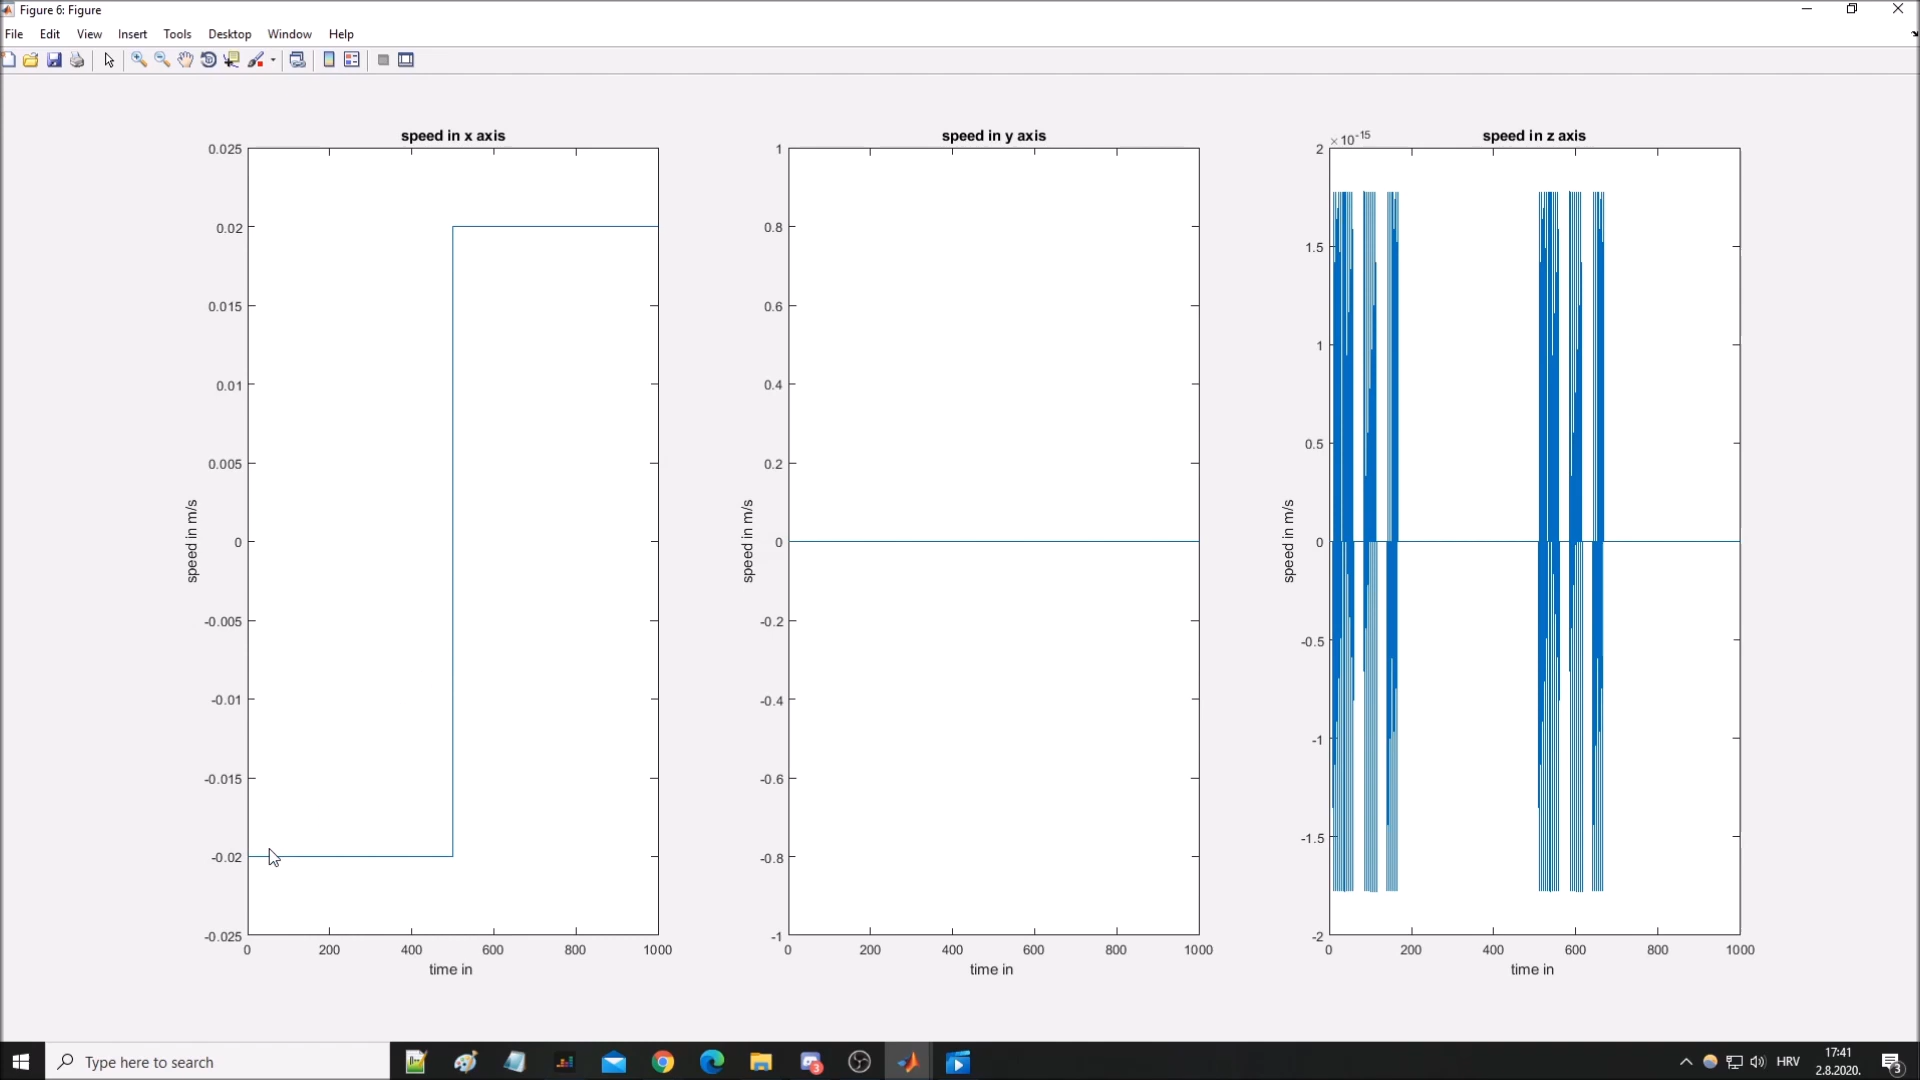 Figure 6: Figure
File Edit View Insert Tools Desktop Window Help
speed in x axis
0.025
0.02
0.015
0.01
0.005
0
-0.005
-0.01
-0.015
-0.02
-0.025
speed in m/s
0 200 400 600 800 1000
time in
speed in y axis
1
0.8
0.6
0.4
0.2
0
-0.2
-0.4
-0.6
-0.8
-1
speed in m/s
0 200 400 600 800 1000
time in
×10-15
speed in z axis
2
1.5
1
0.5
0
-0.5
-1
-1.5
-2
speed in m/s
0 200 400 600 800 1000
time in
Type here to search
3
HRV
17:41
2.8.2020.
3